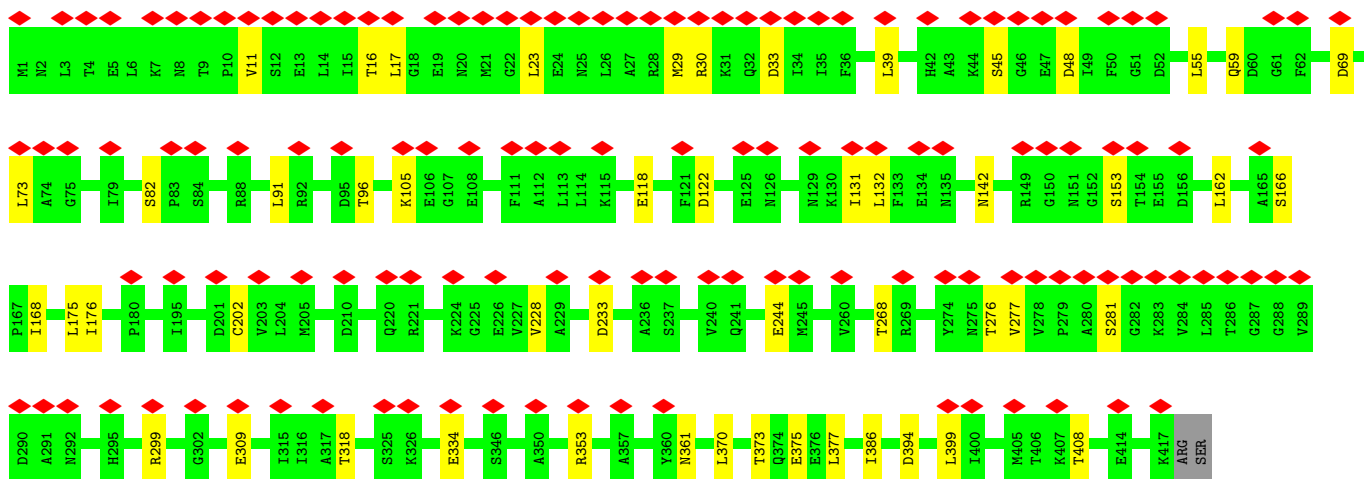 M1 N2 L3 T4 E5 L6 K7 N8 T9 P10 V11 S12 E13 L14 I15 T16 L17 G18 E19 N20 M21 G22 L23 E24 N25 L26 A27 R28 M29 R30 K31 Q32 D33 I34 I35 F36 L39 H42 A43 K44 S45 G46 E47 D48 I49 F50 G51 D52 L55 Q59 D60 G61 F62 D69
L73 A74 G75 I79 S82 P83 S84 R88 L91 R92 D95 T96 K105 E106 G107 E108 F111 A112 L113 L114 K115 E118 F121 D122 E125 N126 N129 K130 I131 L132 F133 E134 N135 N142 R149 G150 N151 G152 S153 T154 E155 D156 L162 A165 S166
P167 I168 L175 I176 P180 I195 D201 C202 V203 L204 M205 D210 Q220 R221 K224 G225 E226 V227 V228 A229 D233 A236 S237 V240 Q241 E244 M245 V260 T268 R269 Y274 N275 T276 V277 V278 P279 A280 S281 G282 K283 V284 L285 T286 G287 G288 V289
D290 A291 N292 H295 R299 G302 E309 I315 I316 A317 T318 S325 K326 E334 S346 A350 R353 A357 Y360 N361 L370 T373 Q374 E375 E376 L377 I386 D394 L399 I400 M405 T406 K407 T408 E414 K417 ARG SER